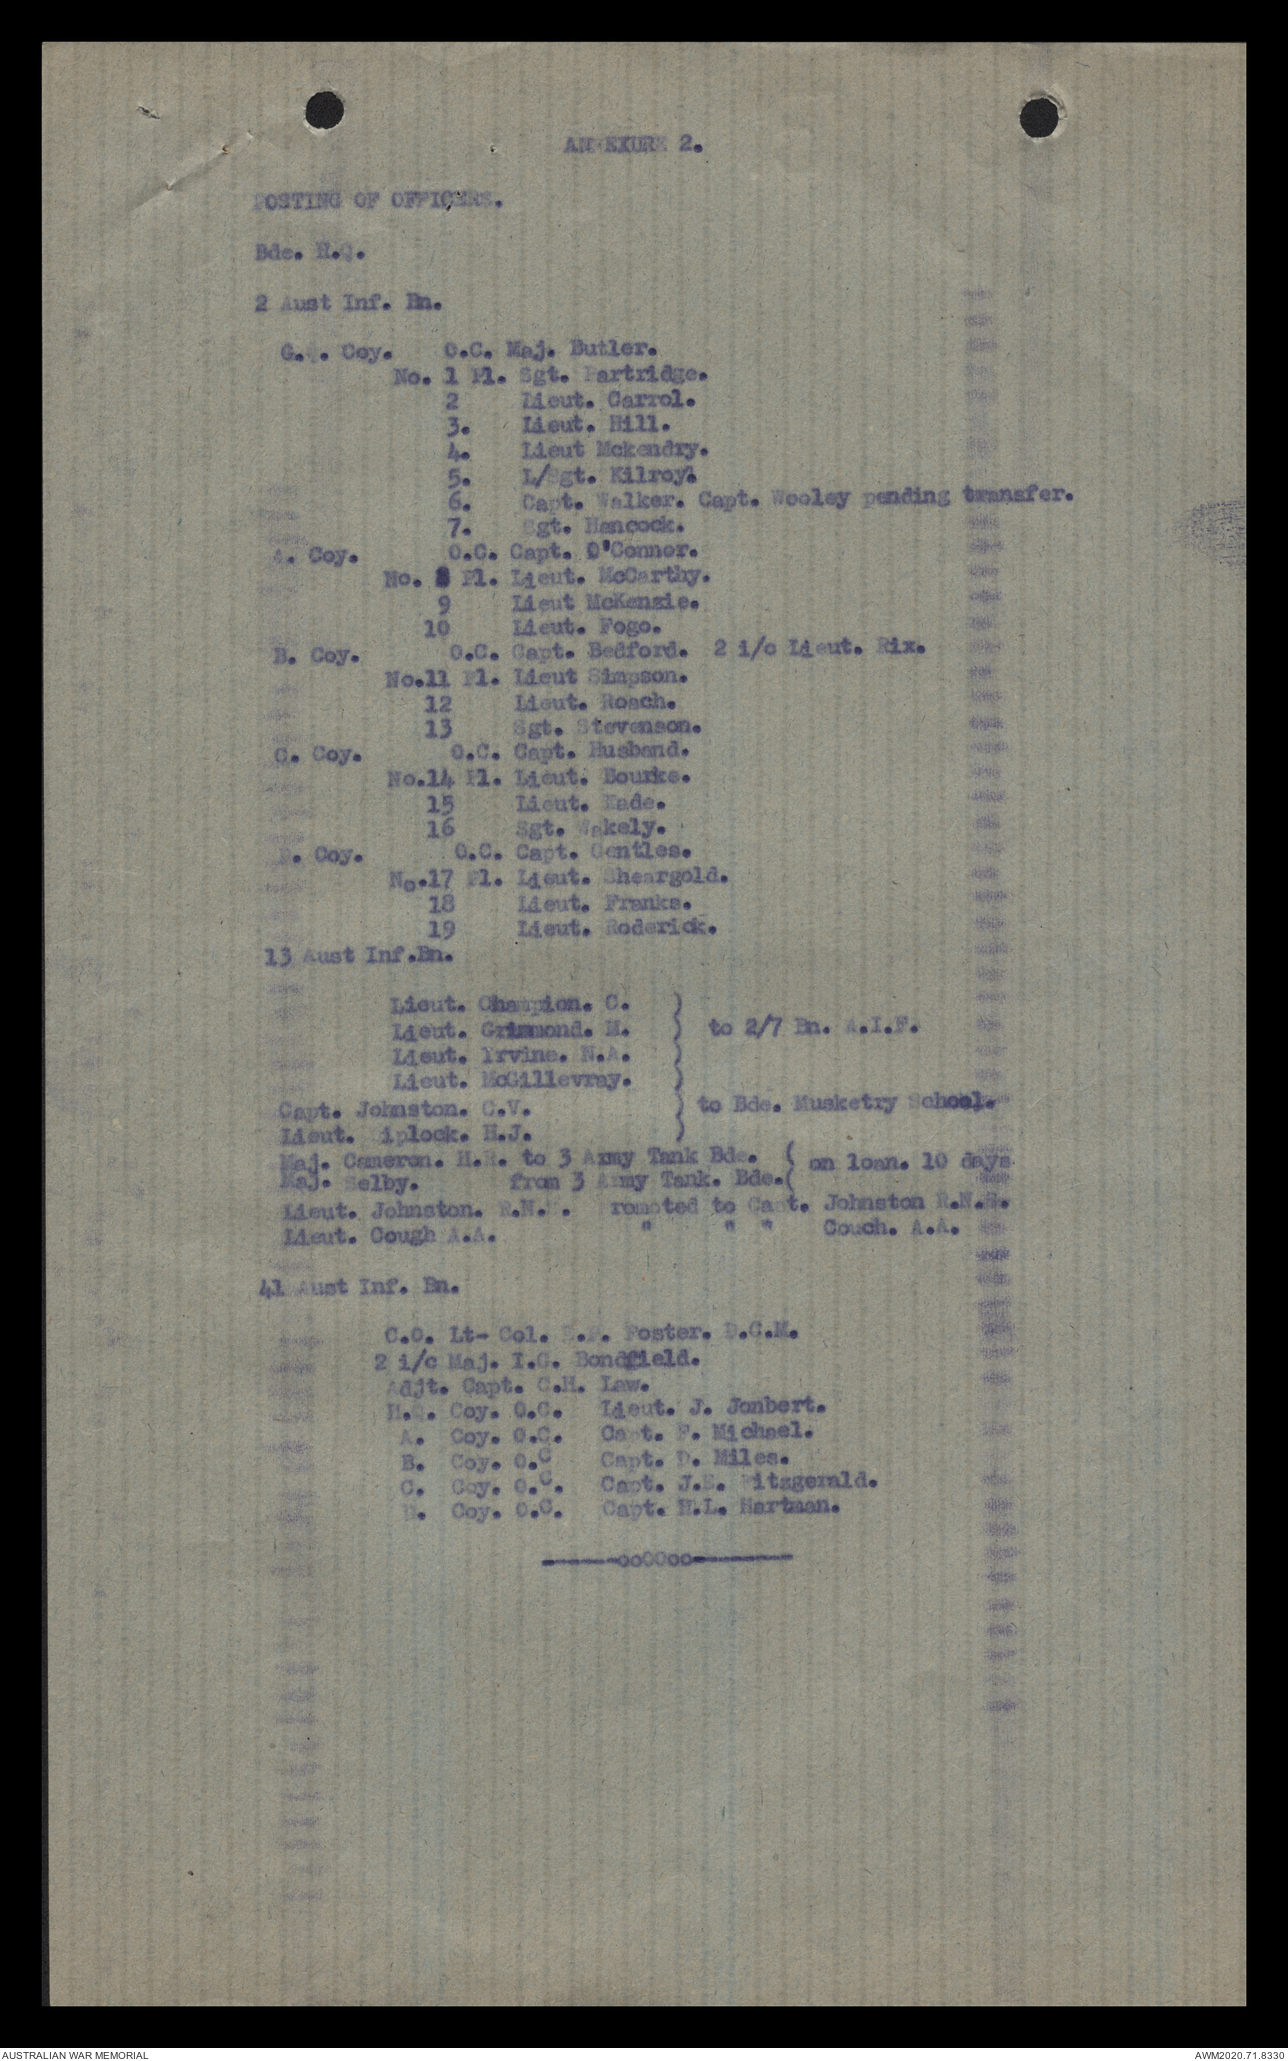 ANNEXURE 2.
POSTING OF OFFICERS.
Bde. H.Q.
2 Aust Inf. Bn.
G. . Coy. O.C. Maj. Butler.
No. 1 Pl. Sgt. Partridge.
2 Lieut. Carrol.
3. Lieut. Hill.
4. Lieut Mckendry.
5. L/Sgt. Kilroy.
6. Capt. Walker. Capt. Wooley pending transfer.
7. Sgt. Hancock.
A. Coy. O.C. Capt. O'Connor.
No. 8 Pl. Lieut. McCarthy.
9 Lieut McKenzie.
10 Lieut. Fogo.
B. Coy. O.C. Capt. Bedford. 2 i/c Lieut. Rix.
No.11 Pl. Lieut Simpson.
12 Lieut. Roach.
13 Sgt. Stevenson.
C. Coy. O.C. Capt. Husband.
No.14 Pl. Lieut. Bourke.
15 Lieut. Eade.
16 Sgt. Wakely.
D. Coy. O.C. Capt. Gentles.
No.17 Pl. Lieut. Sheargold.
18 Lieut. Franks.
19 Lieut. Roderick.
13 Aust Inf.Bn.
Lieut. Champion. C. )
Lieut. Grimmond. M. ) to 2/7 Bn. A.I.F.
Lieut. Yrvine. N.A. )
Lieut. McGillevray. )
Capt. Johnston. C.V. ) to Bde. Musketry School.
Lieut. iplock. H.J. )
Maj. Cameron. H.R. to 3 Army Tank Bde. ( on loan. 10 days
Maj. Selby. from 3 Army Tank. Bde.(
Lieut. Johnston. R.N. . Promoted to Capt. Johnston R.N.S.
Lieut. Cough A.A. " " " Couch. A.A.
41 Aust Inf. Bn.
C.O. Lt- Col. Foster. D.C.M.
2 i/c Maj. I.G. Bondfield.
Adjt. Capt. C.H. Law.
H.Q. Coy. O.C. Lieut. J. Jonbert.
A. Coy. O.C. Capt. F. Michael.
B. Coy. O.C Capt. D. Miles.
C. Coy. O.C. Capt. J.E. Fitzgerald.
D. Coy. O.C. Capt. H.L. Hartman.
-------ooOOoo---------
AUSTRALIAN WAR MEMORIAL
AWM2020.71.8330